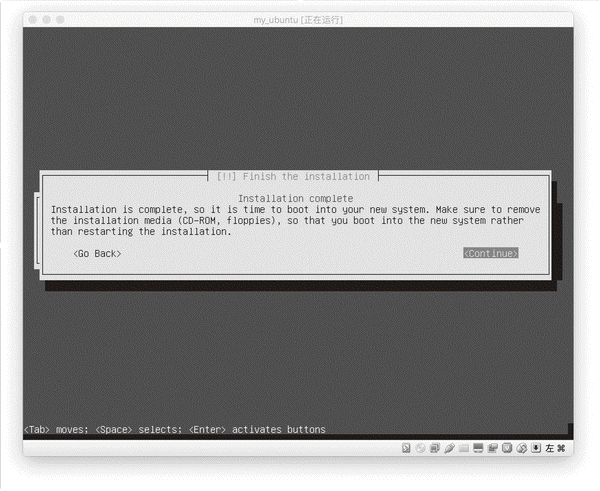 my_ubuntu [正在运行]
[!!] Finish the installation
Installation complete
Installation is complete, so it is time to boot into your new system. Make sure to remove
the installation media (CD-ROM, floppies), so that you boot into the new system rather
than restarting the installation.
<Go Back> <Continue>
<Tab> moves; <Space> selects; <Enter> activates buttons
左 ⌘